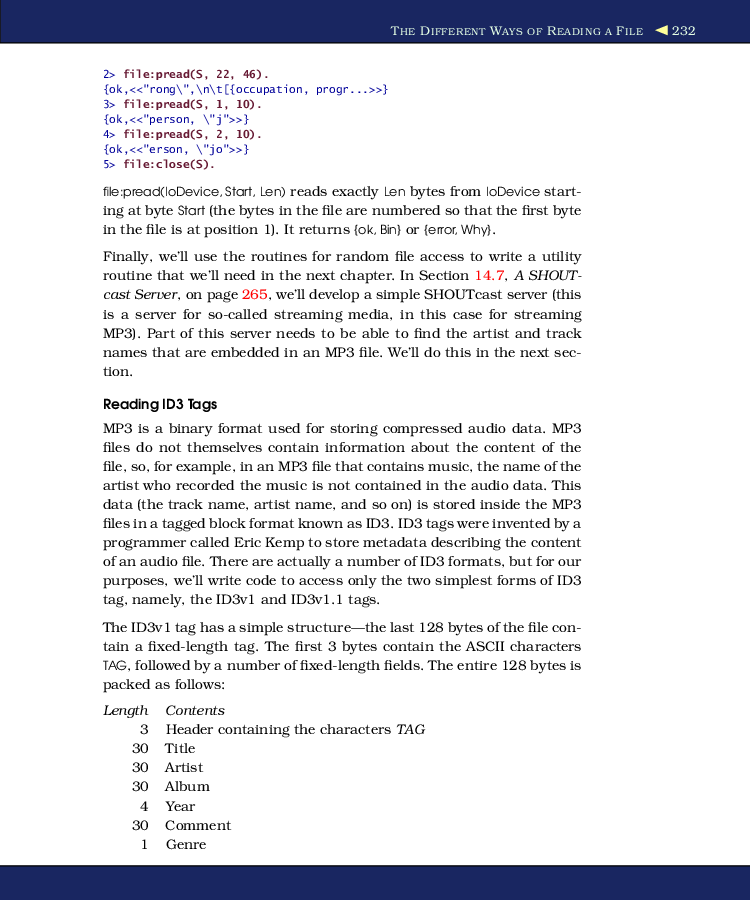 THE DIFFERENT WAYS OF READING A FILE ◀ 232
2> file:pread(S, 22, 46).
{ok,<<"rong\",\n\t[{occupation, progr...>>}
3> file:pread(S, 1, 10).
{ok,<<"person, \"j">>}
4> file:pread(S, 2, 10).
{ok,<<"erson, \"jo">>}
5> file:close(S).
file:pread(IoDevice, Start, Len) reads exactly Len bytes from IoDevice start-
ing at byte Start (the bytes in the file are numbered so that the first byte
in the file is at position 1). It returns {ok, Bin} or {error, Why}.
Finally, we'll use the routines for random file access to write a utility
routine that we'll need in the next chapter. In Section 14.7, A SHOUT-
cast Server, on page 265, we'll develop a simple SHOUTcast server (this
is a server for so-called streaming media, in this case for streaming
MP3). Part of this server needs to be able to find the artist and track
names that are embedded in an MP3 file. We'll do this in the next sec-
tion.
Reading ID3 Tags
MP3 is a binary format used for storing compressed audio data. MP3
files do not themselves contain information about the content of the
file, so, for example, in an MP3 file that contains music, the name of the
artist who recorded the music is not contained in the audio data. This
data (the track name, artist name, and so on) is stored inside the MP3
files in a tagged block format known as ID3. ID3 tags were invented by a
programmer called Eric Kemp to store metadata describing the content
of an audio file. There are actually a number of ID3 formats, but for our
purposes, we'll write code to access only the two simplest forms of ID3
tag, namely, the ID3v1 and ID3v1.1 tags.
The ID3v1 tag has a simple structure—the last 128 bytes of the file con-
tain a fixed-length tag. The first 3 bytes contain the ASCII characters
TAG, followed by a number of fixed-length fields. The entire 128 bytes is
packed as follows:
Length Contents
3 Header containing the characters TAG
30 Title
30 Artist
30 Album
4 Year
30 Comment
1 Genre